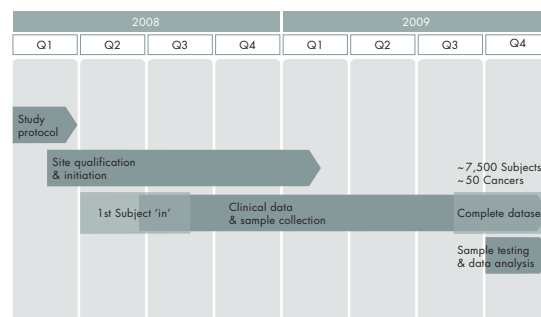 2008 2009
Q1 Q2 Q3 Q4 Q1 Q2 Q3 Q4
Study
protocol
Site qualification
& initiation
~7,500 Subjects
~50 Cancers
1st Subject ‘in’
Clinical data
& sample collection
Complete datase
Sample testing
& data analysis